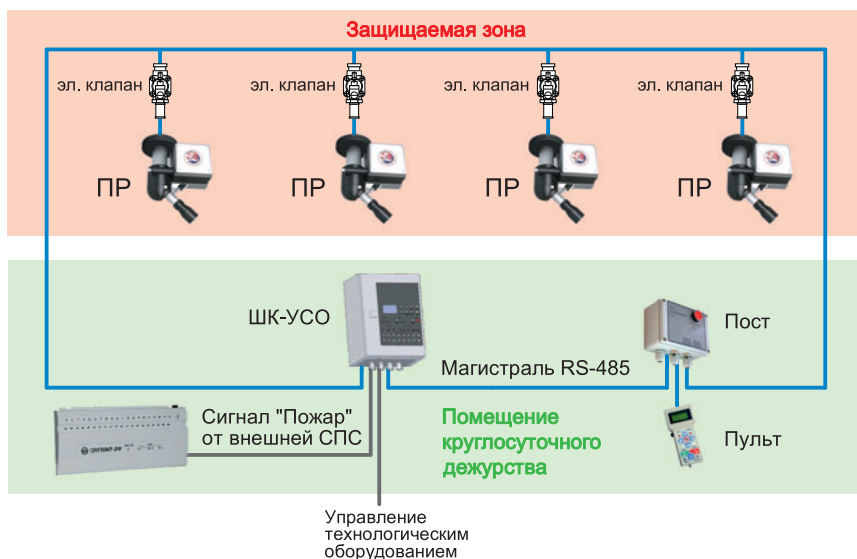 Защищаемая зона
эл. клапан
эл. клапан
эл. клапан
эл. клапан
ПР
ПР
ПР
ПР
ШК-УСО
Пост
Магистраль RS-485
Сигнал "Пожар"
от внешней СПС
Помещение
круглосуточного
дежурства
Пульт
Управление
технологическим
оборудованием